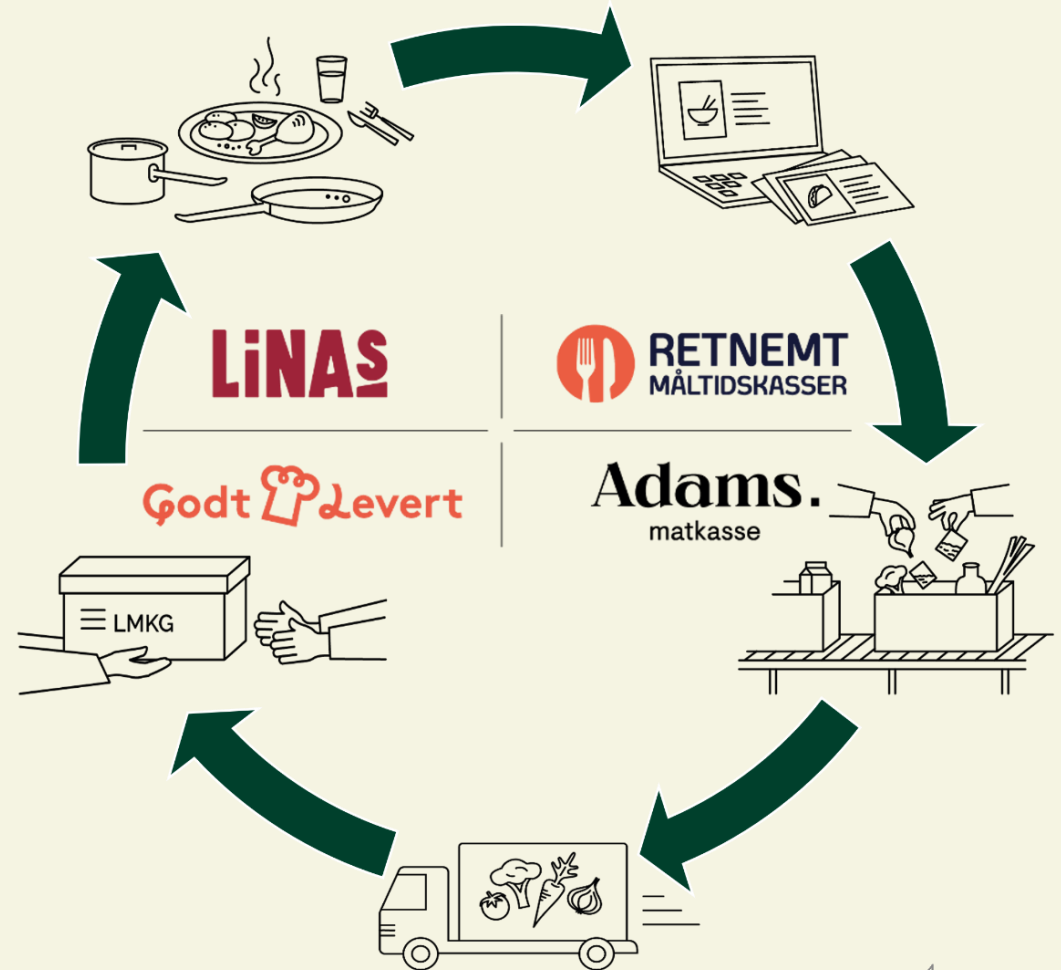 LiNAS
RETNEMT
MÅLTIDSKASSER
Godt Levert
Adams.
matkasse
LMKG